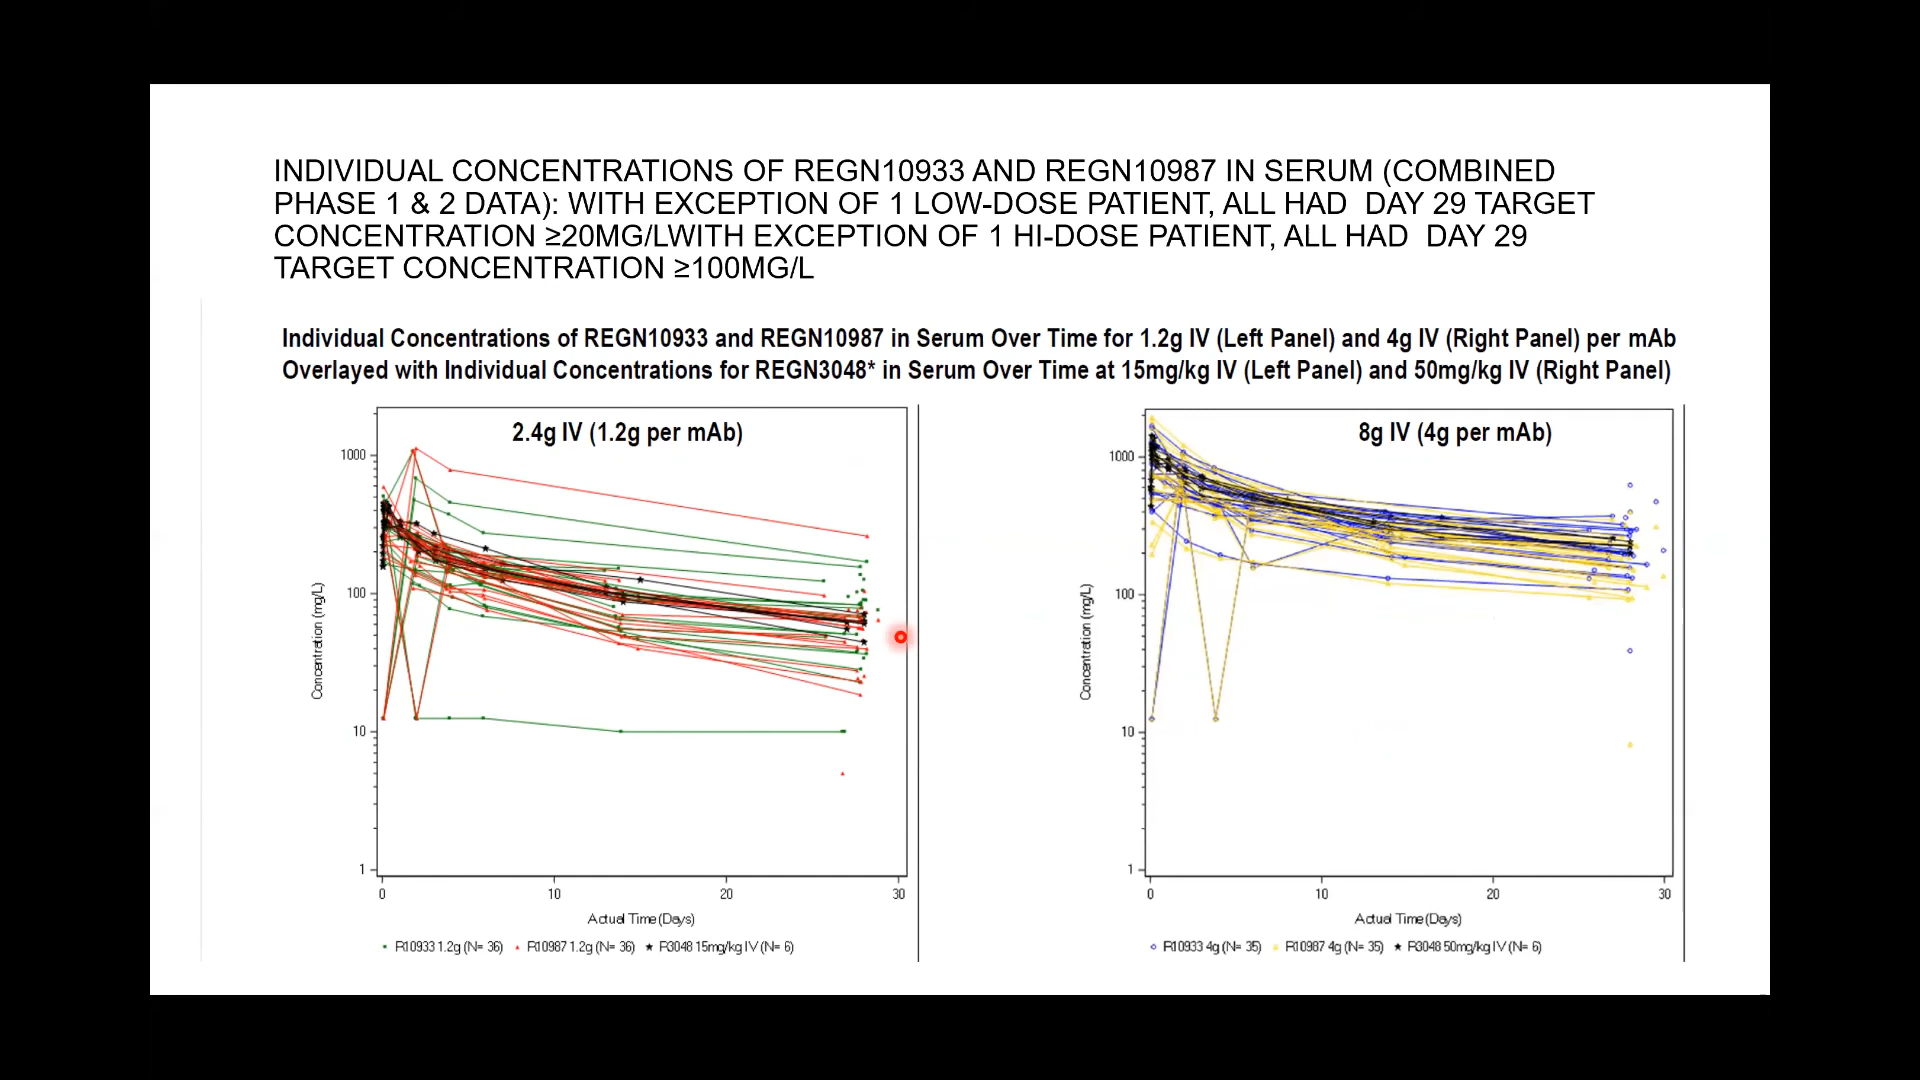 INDIVIDUAL CONCENTRATIONS OF REGN10933 AND REGN10987 IN SERUM (COMBINED
PHASE 1 & 2 DATA): WITH EXCEPTION OF 1 LOW-DOSE PATIENT, ALL HAD DAY 29 TARGET
CONCENTRATION ≥20MG/LWITH EXCEPTION OF 1 HI-DOSE PATIENT, ALL HAD DAY 29
TARGET CONCENTRATION ≥100MG/L
Individual Concentrations of REGN10933 and REGN10987 in Serum Over Time for 1.2g IV (Left Panel) and 4g IV (Right Panel) per mAb
Overlayed with Individual Concentrations for REGN3048* in Serum Over Time at 15mg/kg IV (Left Panel) and 50mg/kg IV (Right Panel)
2.4g IV (1.2g per mAb)
1000
100
10
1
Concentration (mg/L)
0 10 20 30
Actual Time (Days)
R10933 1.2g (N= 36) R10987 1.2g (N= 36) R3048 15mg/kg IV (N= 6)
8g IV (4g per mAb)
1000
100
10
1
Concentration (mg/L)
0 10 20 30
Actual Time (Days)
R10933 4g (N= 35) R10987 4g (N= 35) R3048 50mg/kg IV (N= 6)